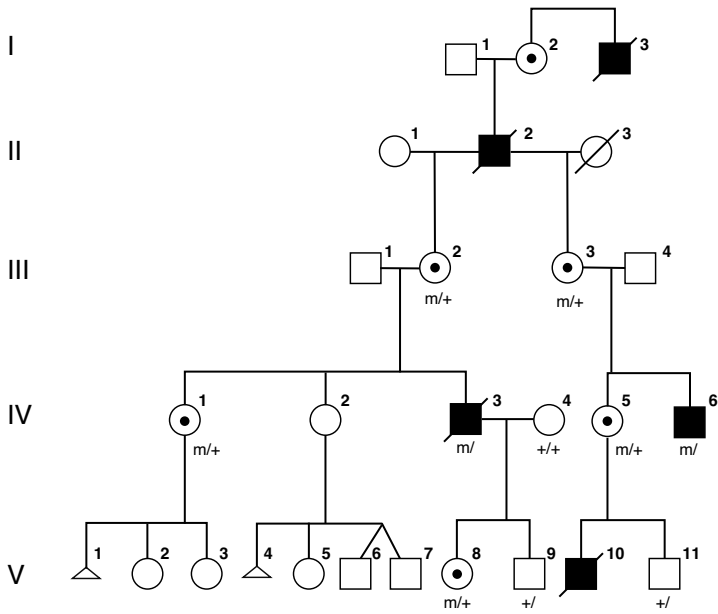 I 1 2 3
II 1 2 3
III 1 2 3 4
m/+ m/+
IV 1 2 3 4 5 6
m/+ m/ +/+ m/+ m/
V 1 2 3 4 5 6 7 8 9 10 11
m/+ +/ +/